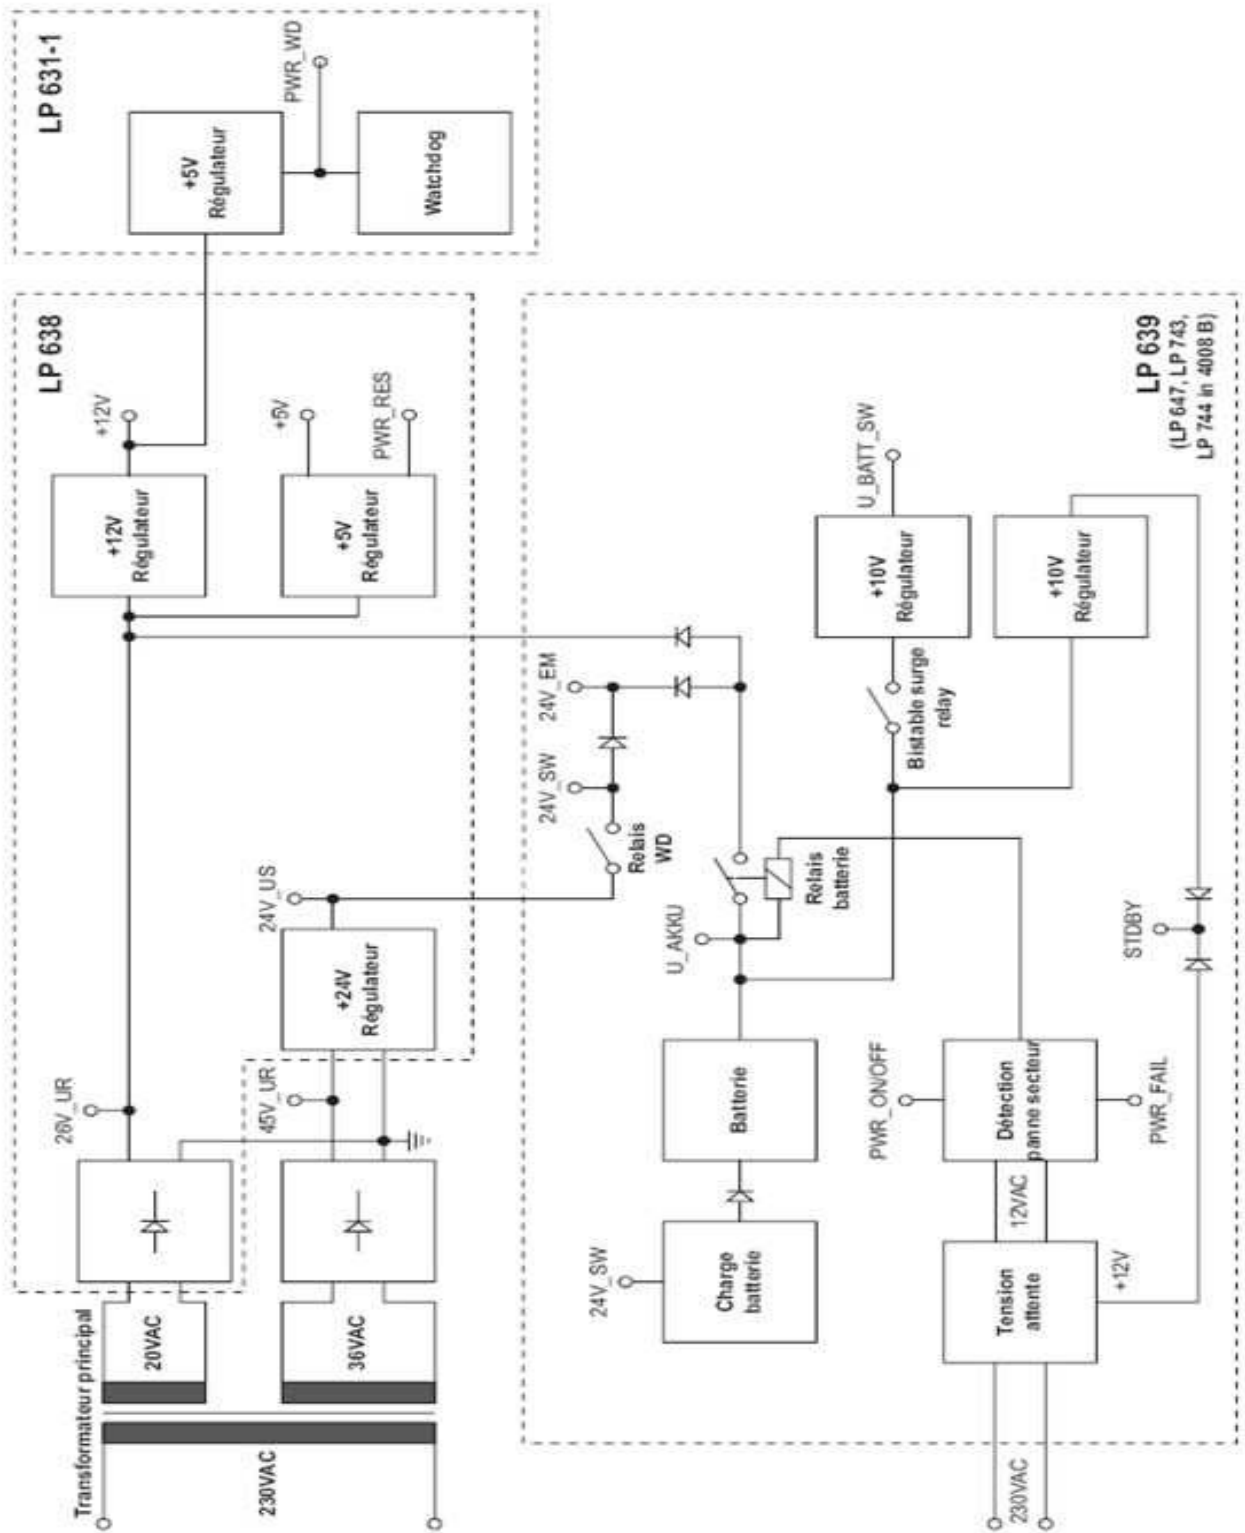 Transformateur principal
230VAC
20VAC
36VAC
26V_UR
45V_UR
+24V
Régulateur
24V_US
+12V
Régulateur
+12V
+5V
Régulateur
+5V
PWR_RES
LP 638
LP 631-1
+5V
Régulateur
PWR_WD
Watchdog
24V_SW
Charge
batterie
Batterie
U_AKKU
Relais
WD
24V_SW
24V_EM
Relais
batterie
Bistable surge
relay
+10V
Régulateur
U_BATT_SW
+10V
Régulateur
LP 639
(LP 647, LP 743,
LP 744 in 4008 B)
230VAC
Tension
attente
+12V
12VAC
PWR_ON/OFF
Détection
panne secteur
PWR_FAIL
STDBY